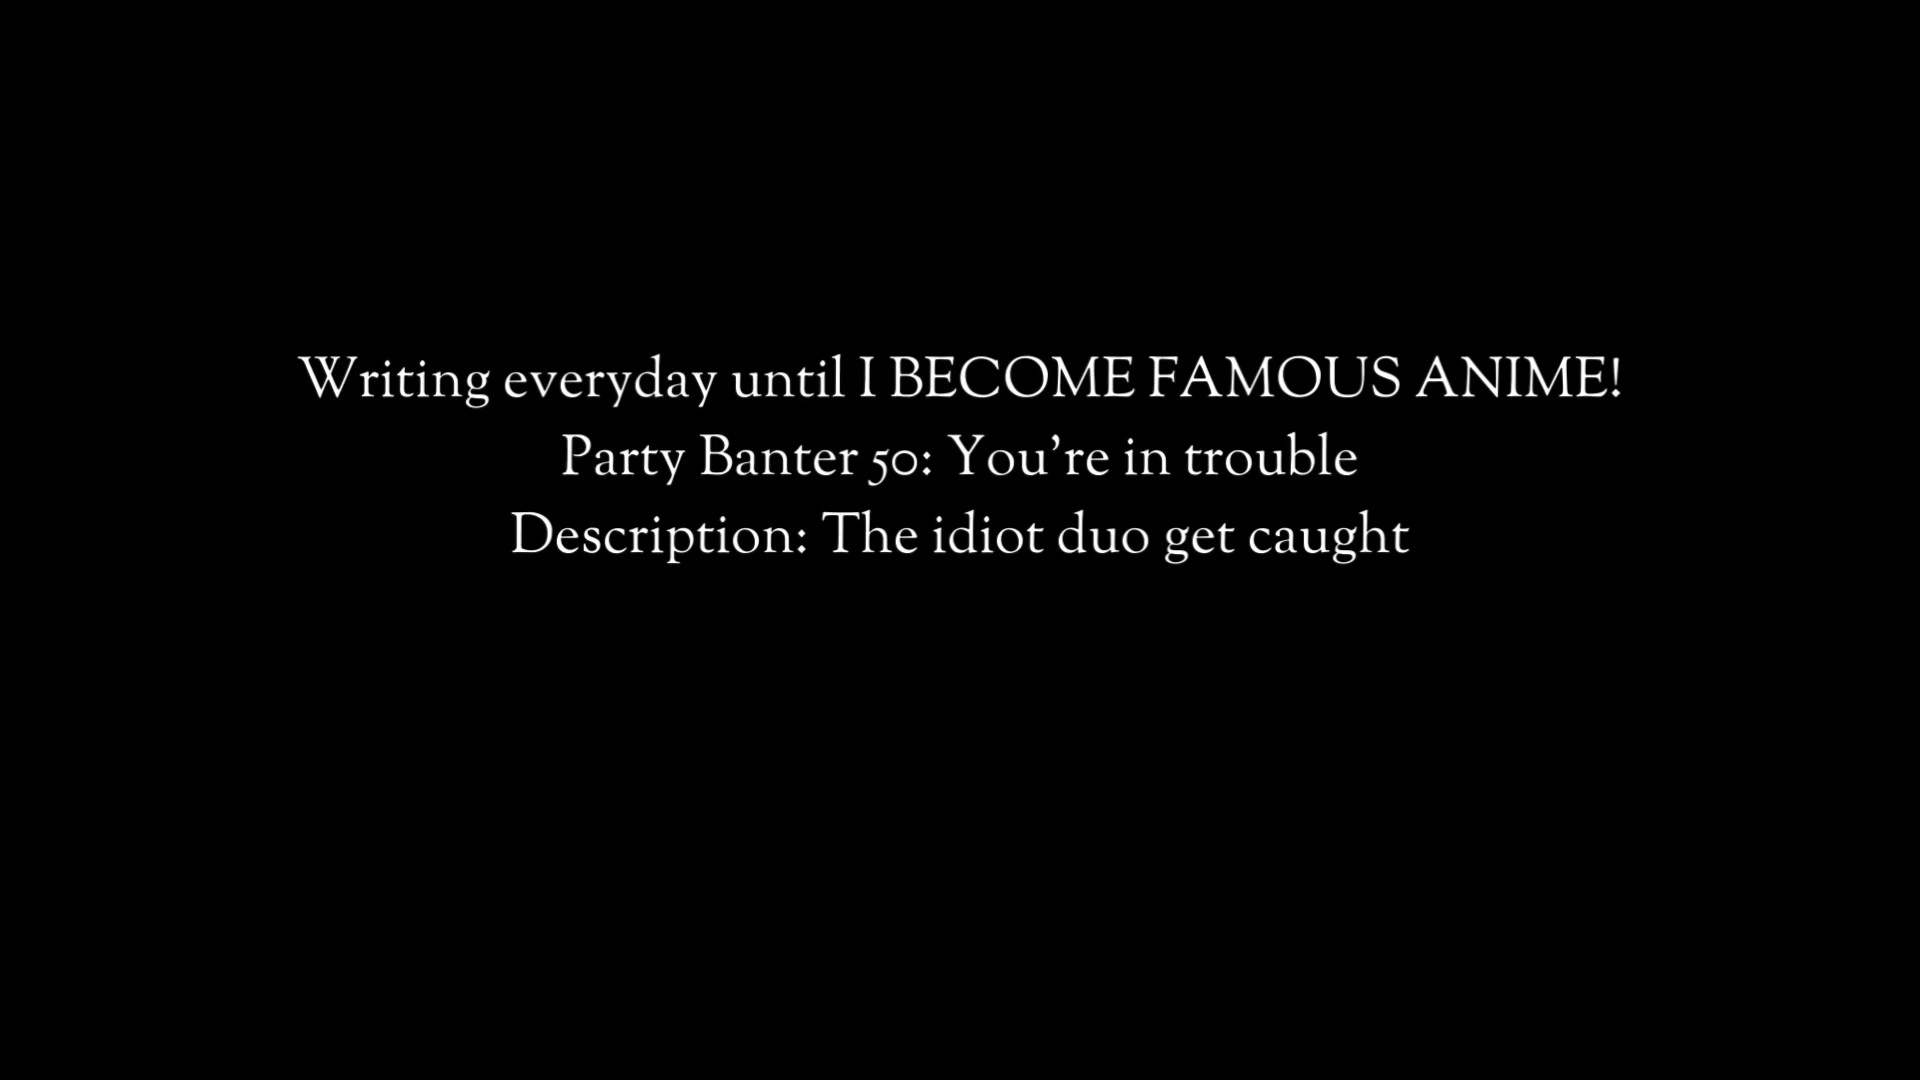 Writing everyday until I BECOME FAMOUS ANIME!
Party Banter 50: You're in trouble
Description: The idiot duo get caught